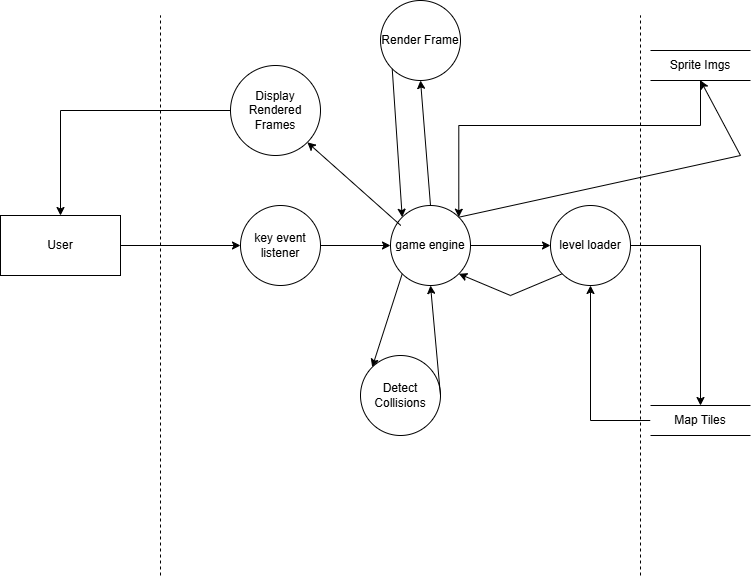 Render Frame
Sprite Imgs
Display
Rendered
Frames
User
key event
listener
game engine
level loader
Detect
Collisions
Map Tiles